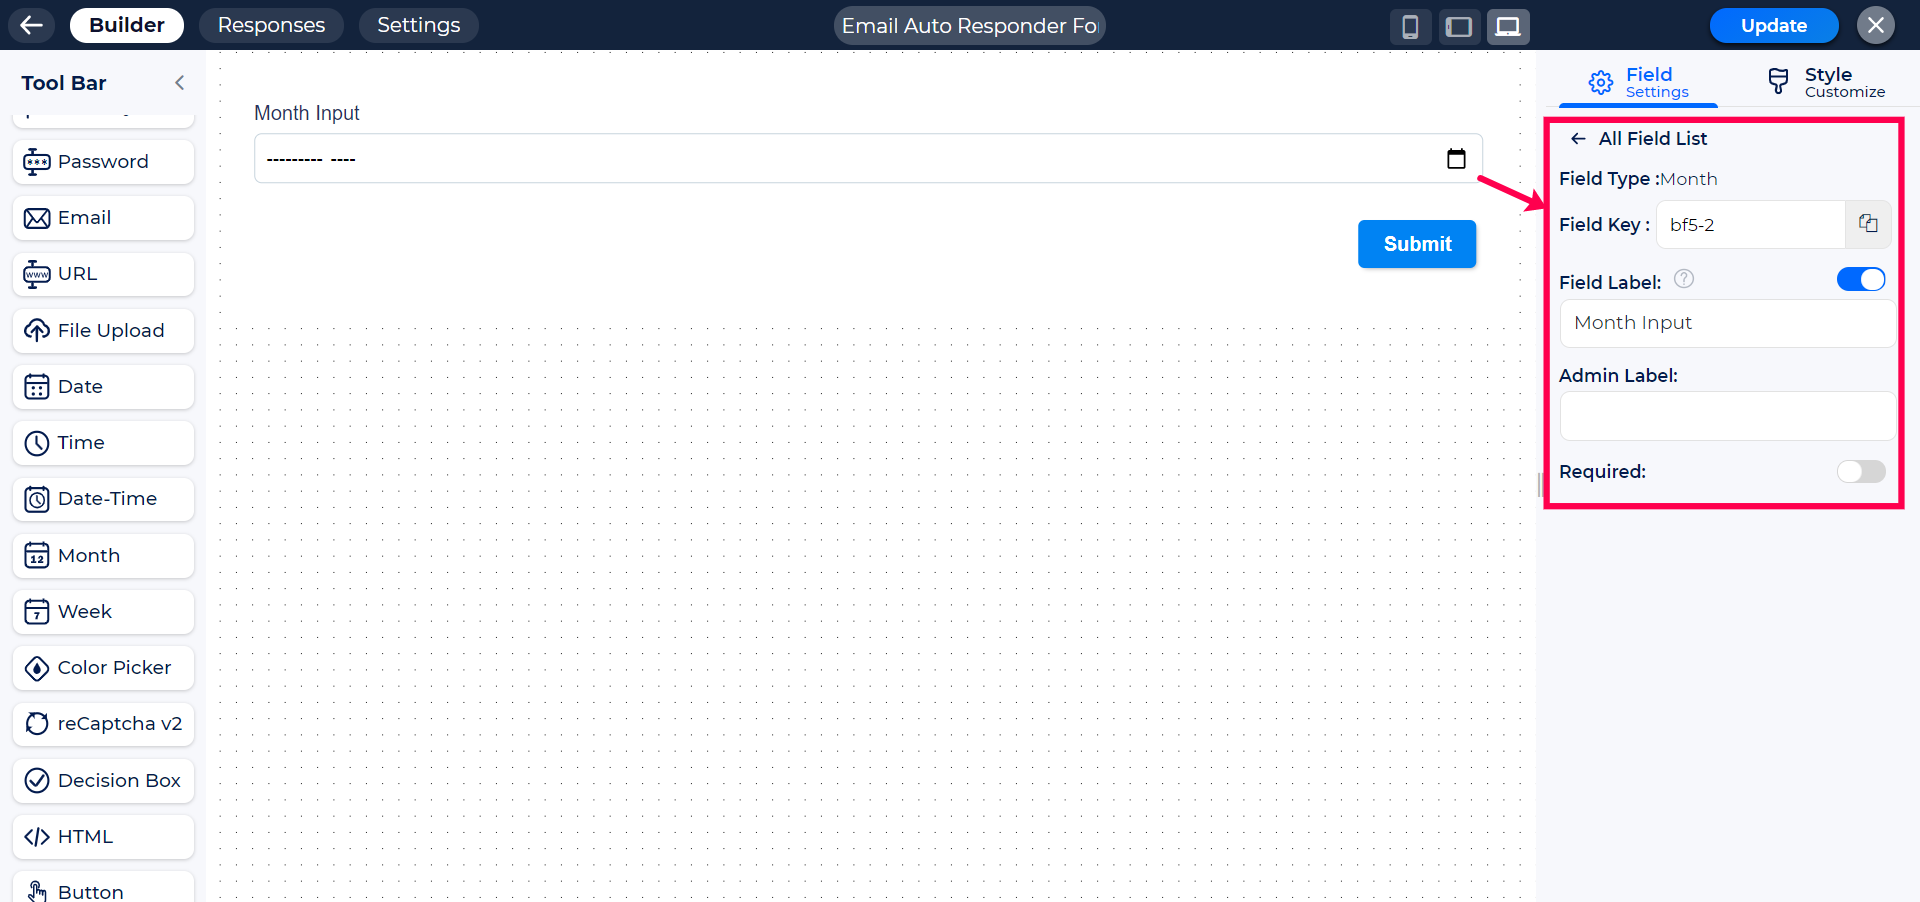 Builder
Responses
Settings
Email Auto Responder Fo
Update
Tool Bar
Password
Email
URL
File Upload
Date
Time
Date-Time
Month
Week
Color Picker
reCaptcha v2
Decision Box
HTML
Button
Month Input
--------- ----
Submit
Field
Settings
Style
Customize
All Field List
Field Type :Month
Field Key : bf5-2
Field Label: ?
Month Input
Admin Label:
Required: